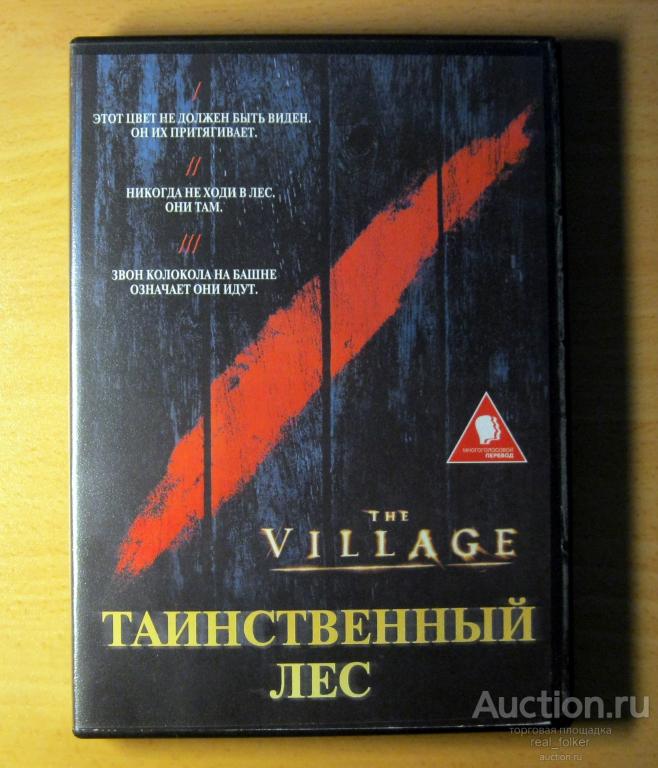 /
ЭТОТ ЦВЕТ НЕ ДОЛЖЕН БЫТЬ ВИДЕН.
ОН ИХ ПРИТЯГИВАЕТ.
//
НИКОГДА НЕ ХОДИ В ЛЕС.
ОНИ ТАМ.
///
ЗВОН КОЛОКОЛА НА БАШНЕ
ОЗНАЧАЕТ ОНИ ИДУТ.
МНОГОГОЛОСОВОЙ
ПЕРЕВОД
THE
VILLAGE
ТАИНСТВЕННЫЙ
ЛЕС
Auction.ru
торговая площадка
real_folker
auction.ru